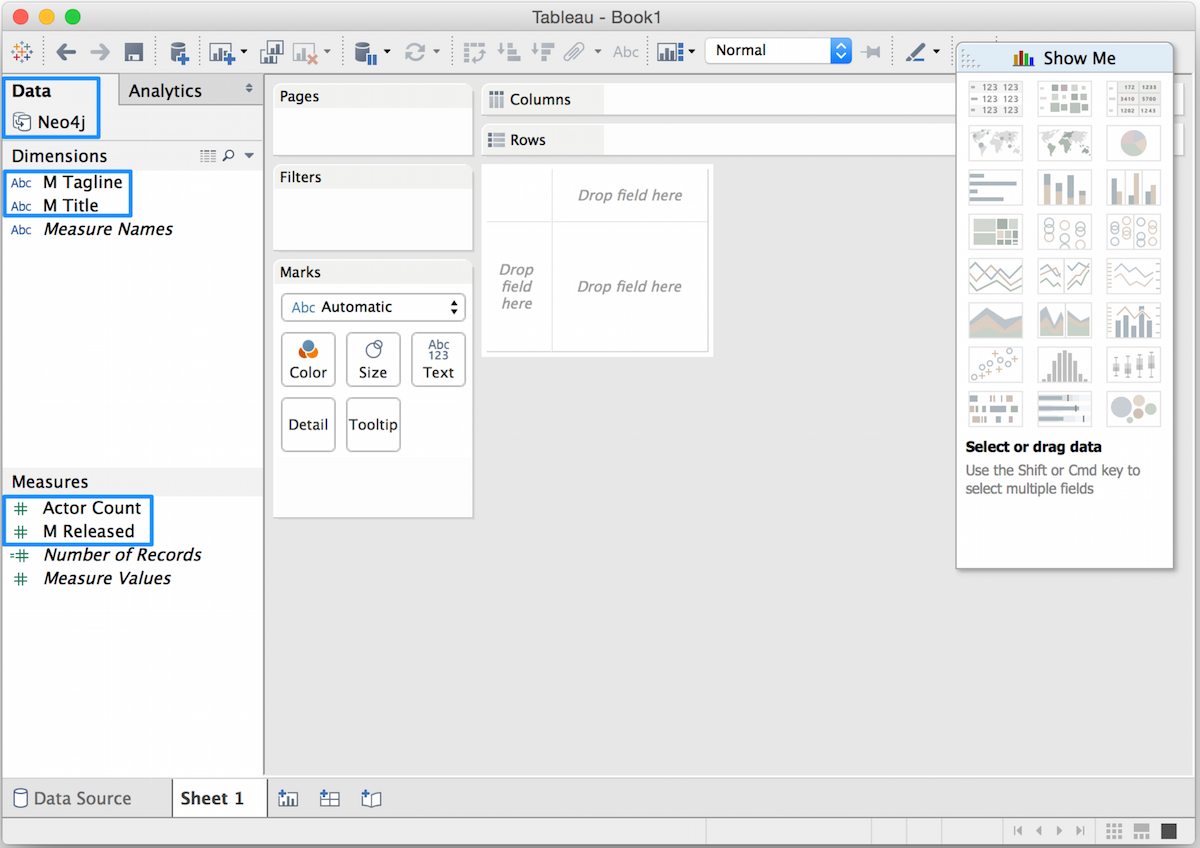 Tableau - Book1
Abc
Normal
Data
Analytics
Neo4j
Dimensions
Abc M Tagline
Abc M Title
Abc Measure Names
Measures
# Actor Count
# M Released
=# Number of Records
# Measure Values
Pages
Filters
Marks
Abc Automatic
Color
Size
Abc
123
Text
Detail
Tooltip
Columns
Rows
Drop field here
Drop
field
here
Drop field here
Show Me
= 123 123
= 123 123
= 123 123
172 1233
5410 5700
1202 1243
Select or drag data
Use the Shift or Cmd key to
select multiple fields
Data Source
Sheet 1